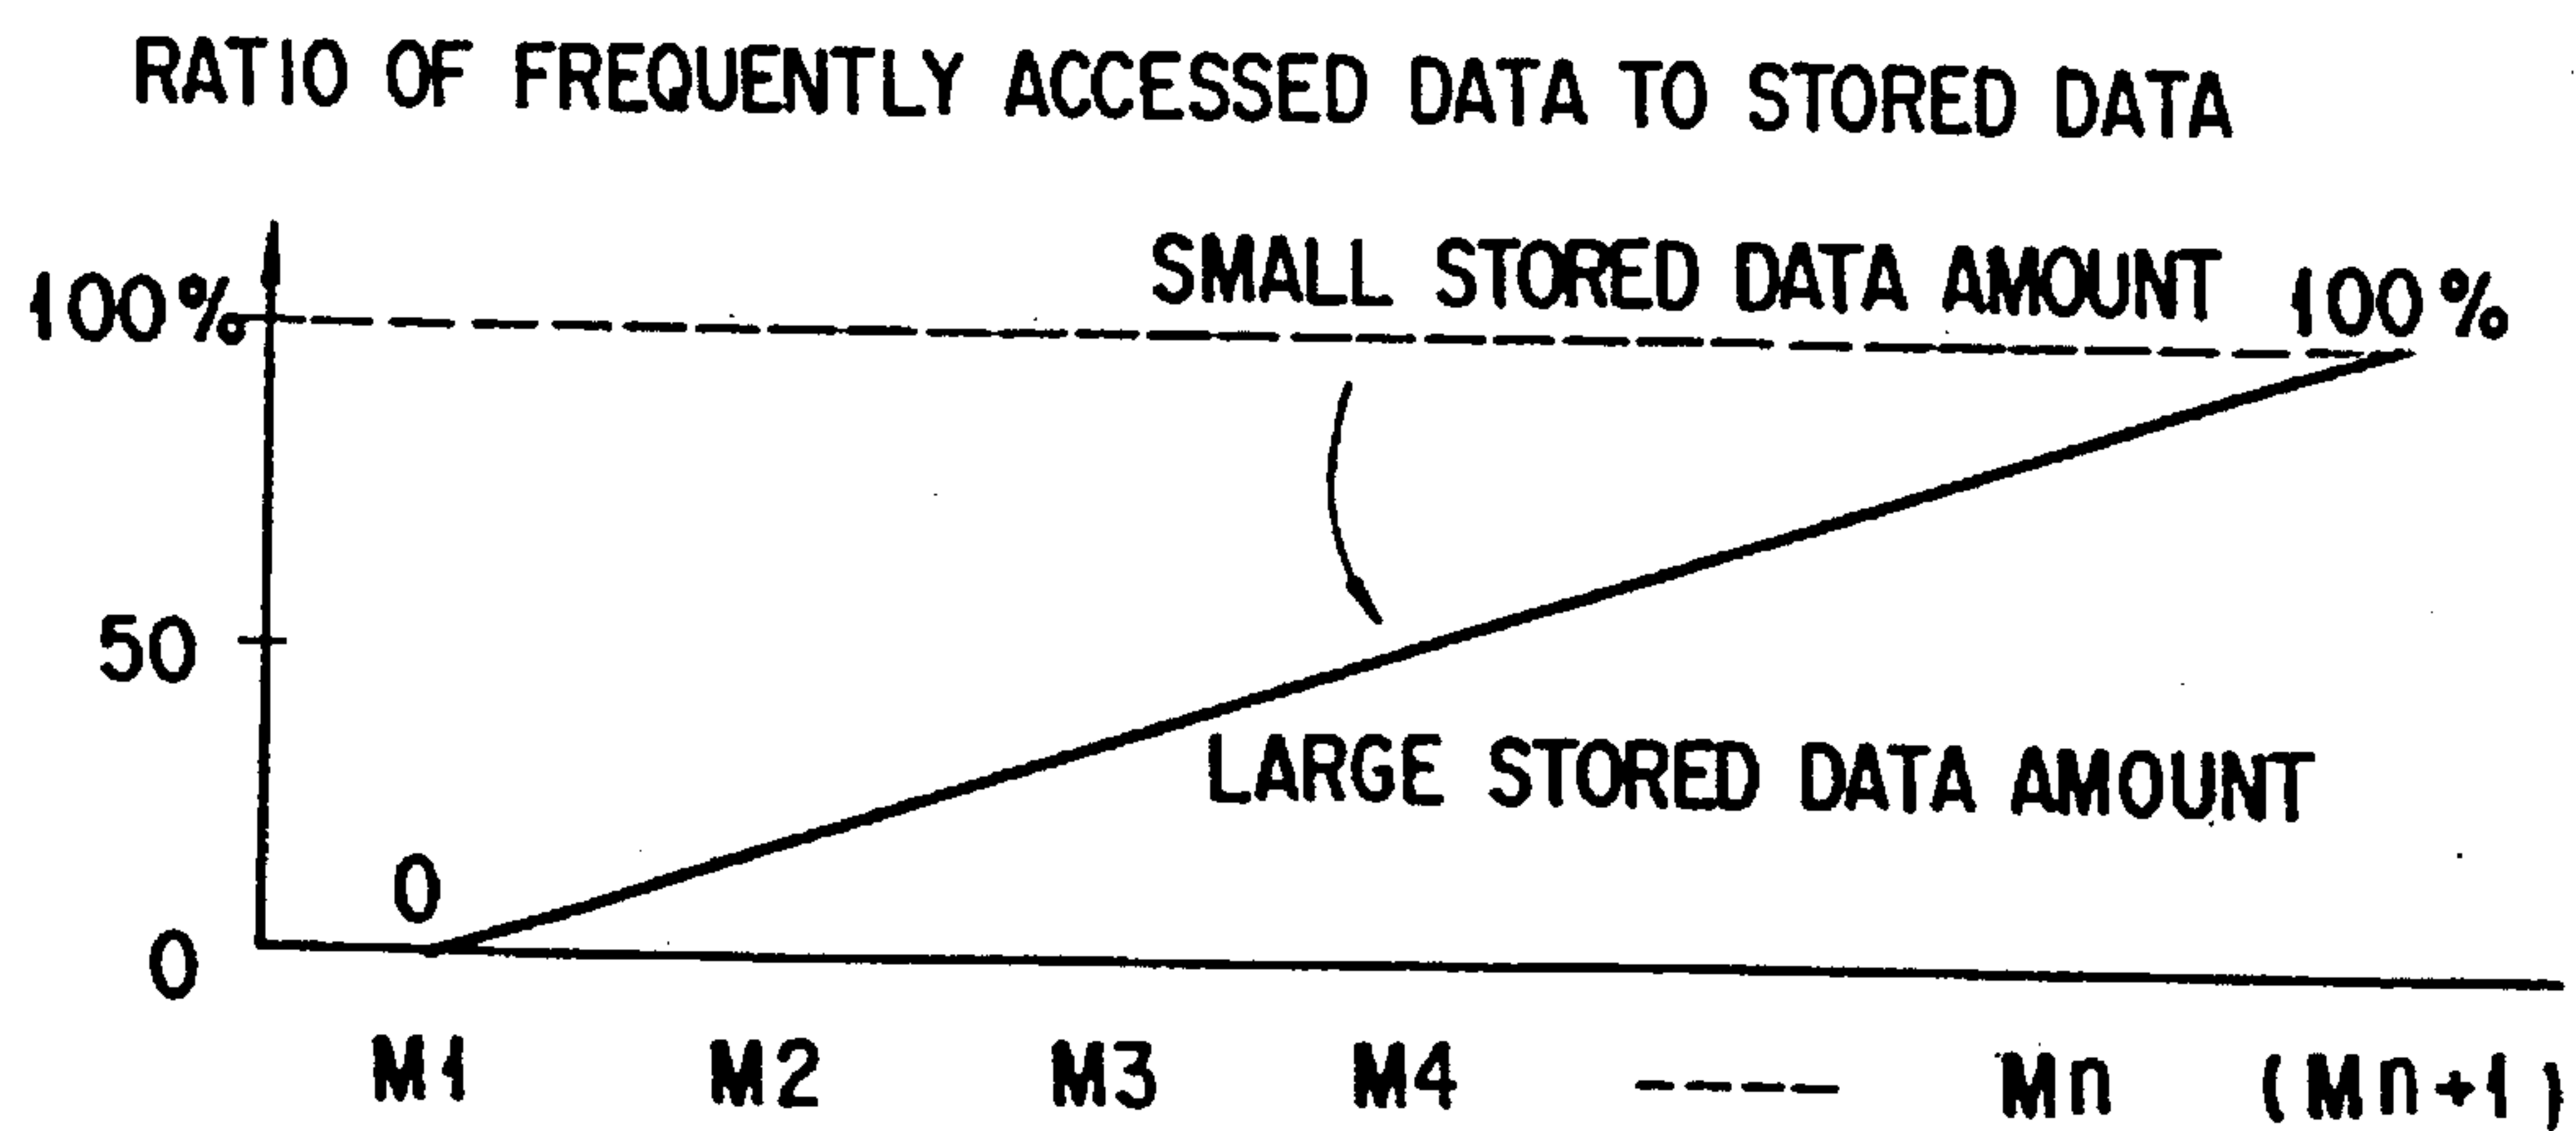 RATIO OF FREQUENTLY ACCESSED DATA TO STORED DATA
SMALL STORED DATA AMOUNT
100%
100%
50
LARGE STORED DATA AMOUNT
0
0
M1 M2 M3 M4 ---- Mn (Mn+1)